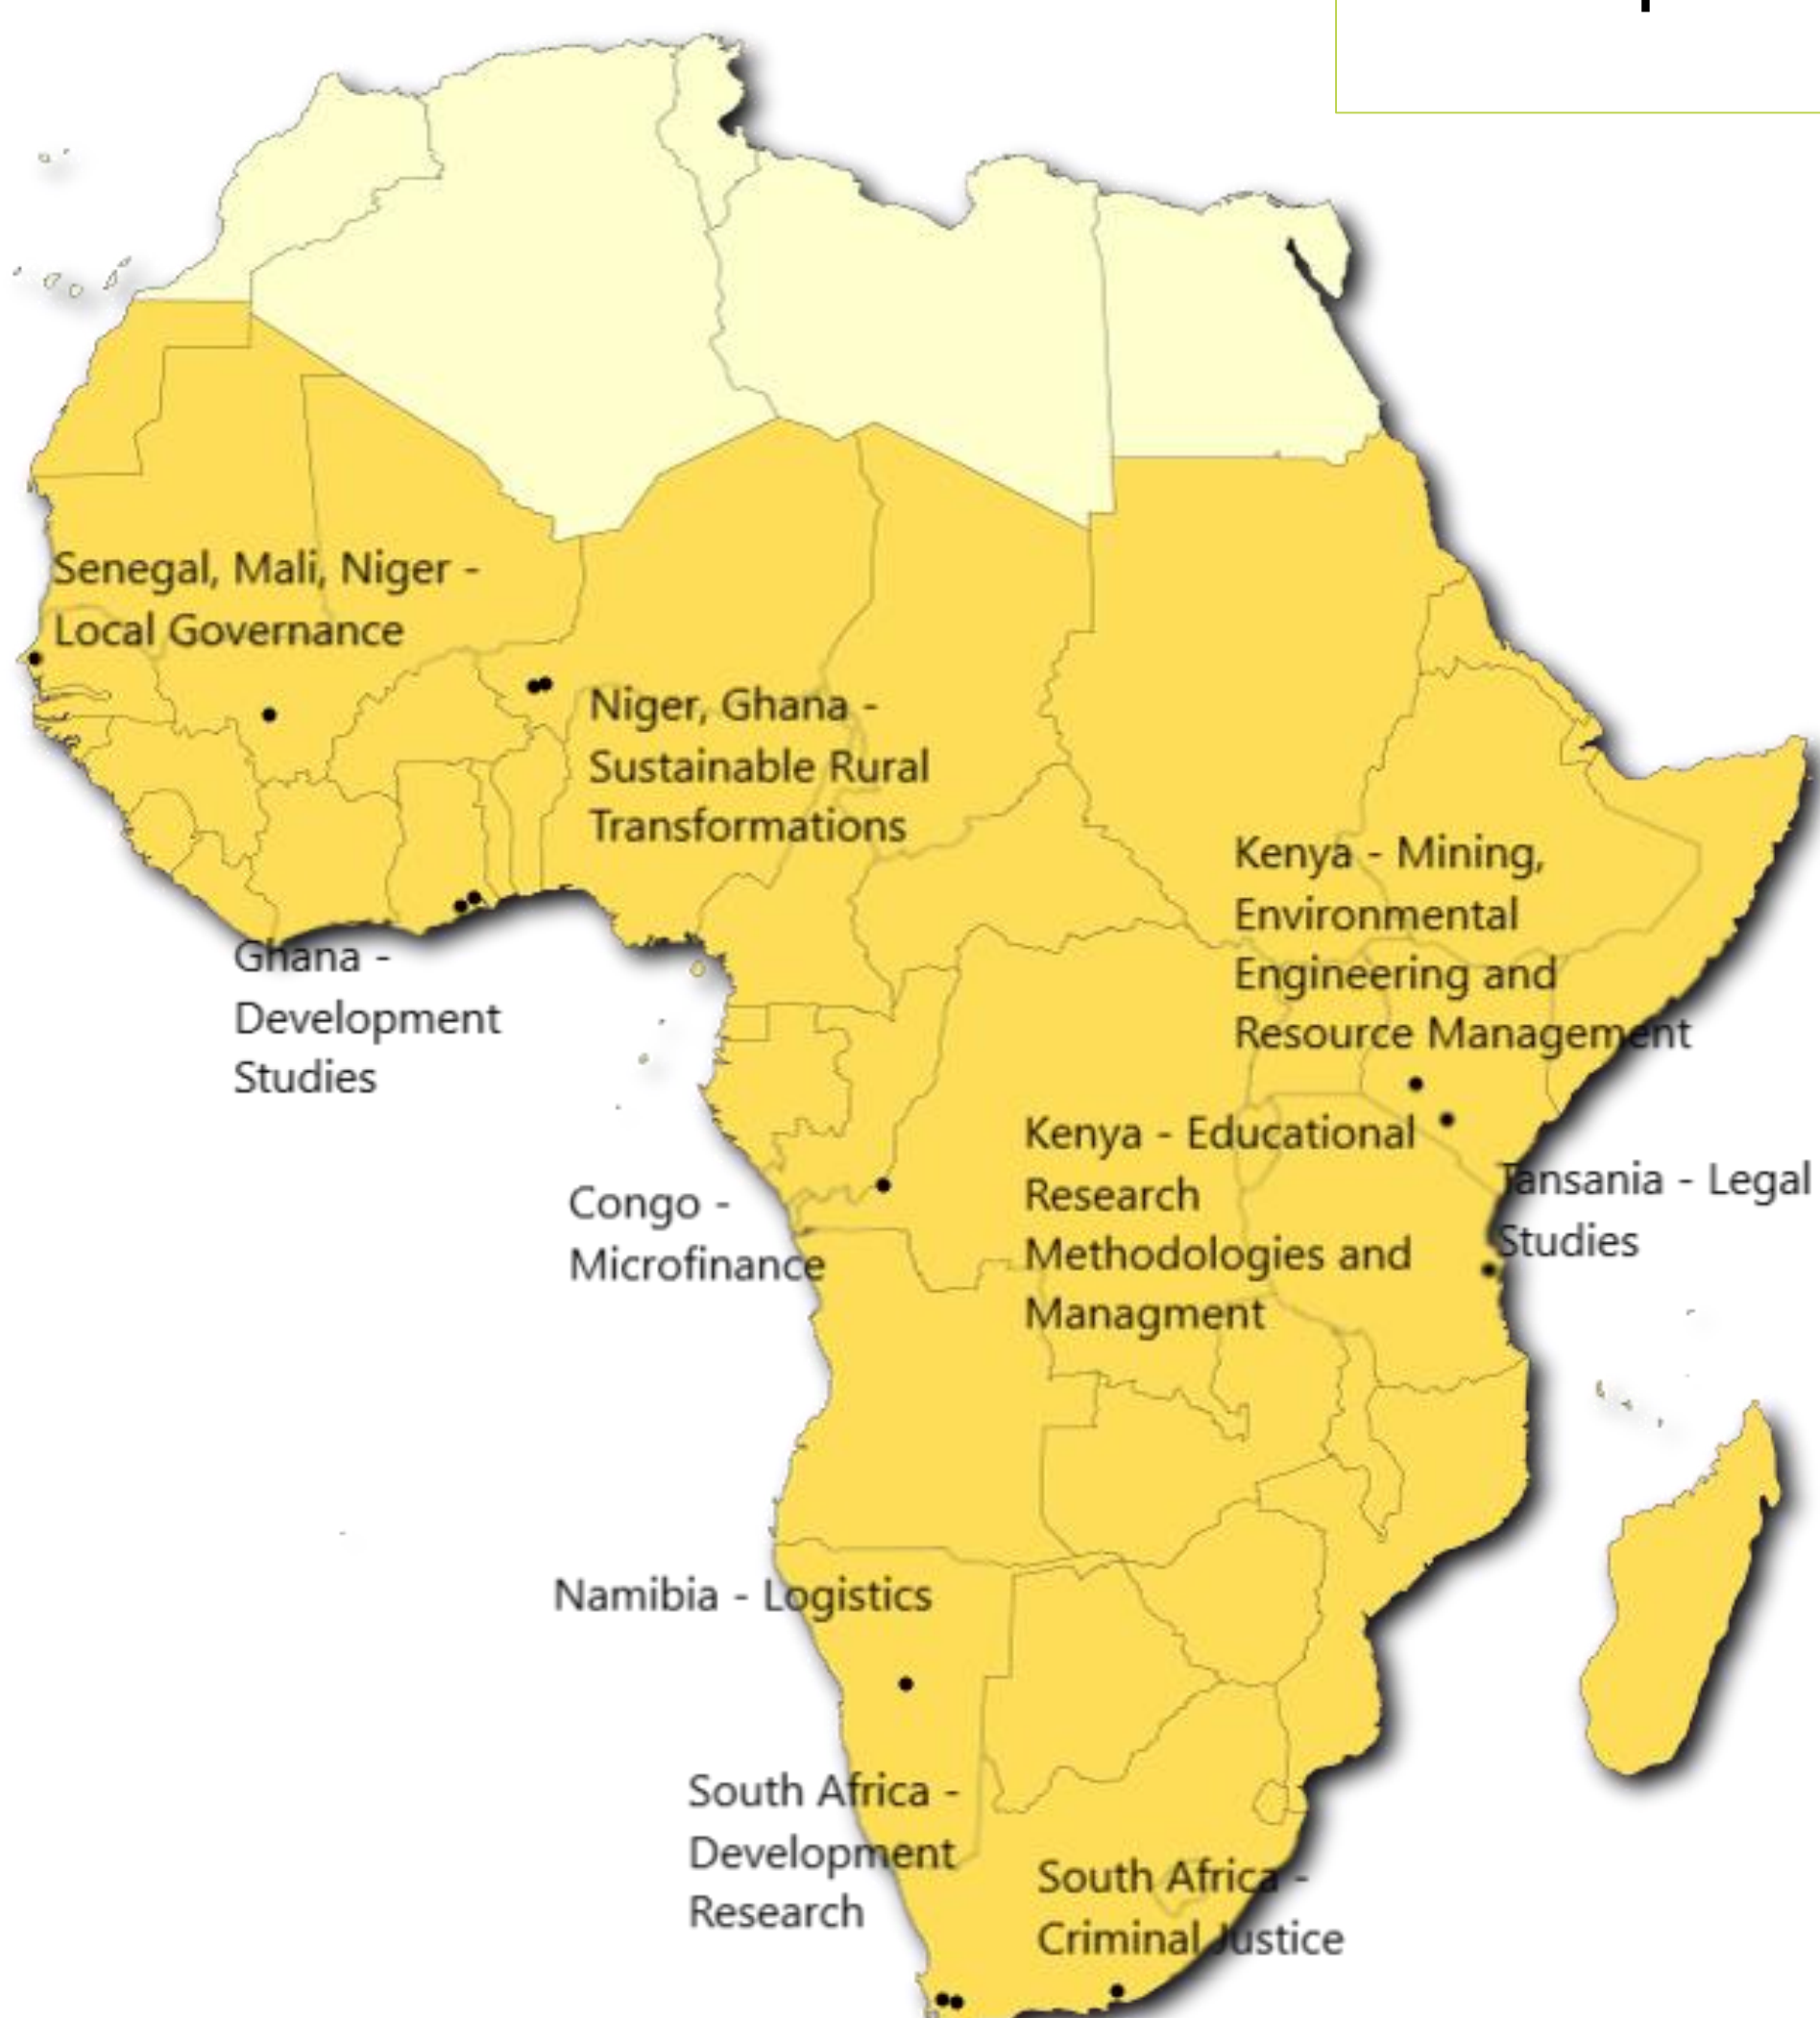 Senegal, Mali, Niger -
Local Governance
Niger, Ghana -
Sustainable Rural
Transformations
Ghana -
Development
Studies
Kenya - Mining,
Environmental
Engineering and
Resource Management
Kenya - Educational
Research
Methodologies and
Managment
Tansania - Legal
Studies
Congo -
Microfinance
Namibia - Logistics
South Africa -
Development
Research
South Africa -
Criminal Justice